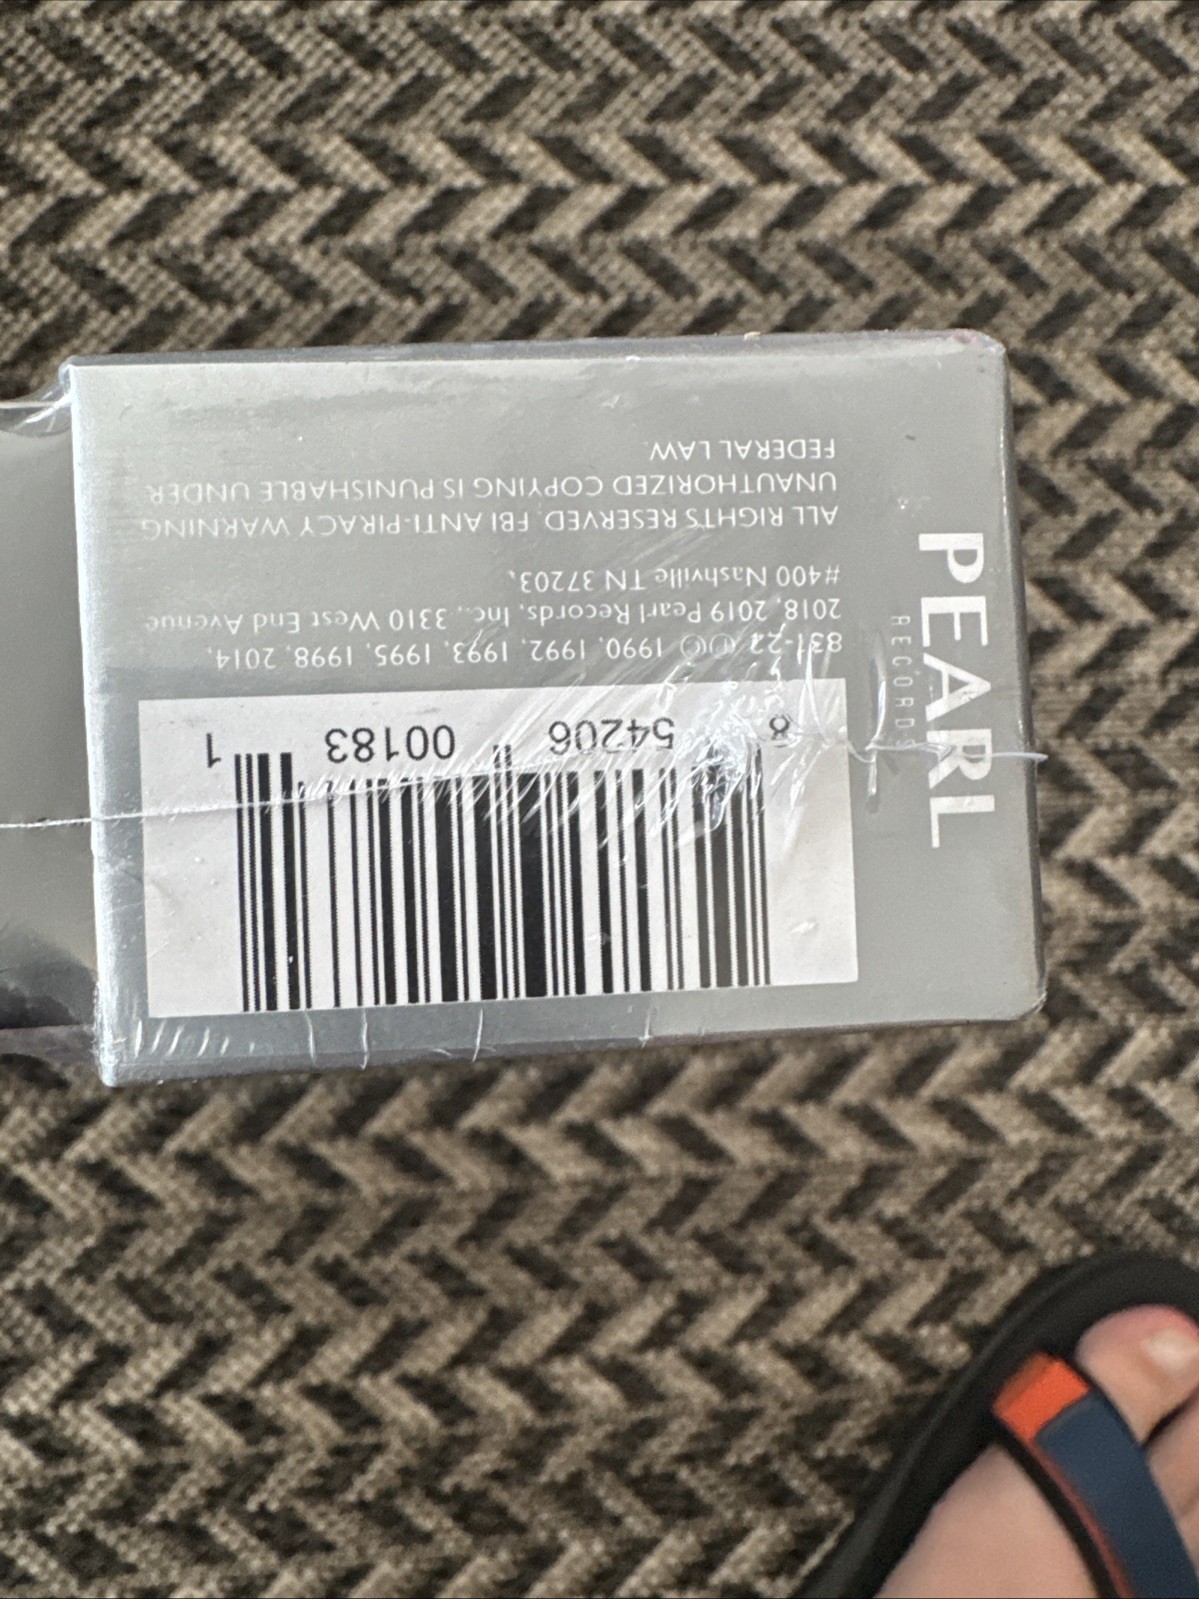 PEARL
RECORDS
8 54206 00183 1
831-22 ℗© 1990, 1992, 1993, 1995, 1998, 2014,
2018, 2019 Pearl Records, Inc., 3310 West End Avenue
#400 Nashville TN 37203.
ALL RIGHTS RESERVED. FBI ANTI-PIRACY WARNING
UNAUTHORIZED COPYING IS PUNISHABLE UNDER
FEDERAL LAW.